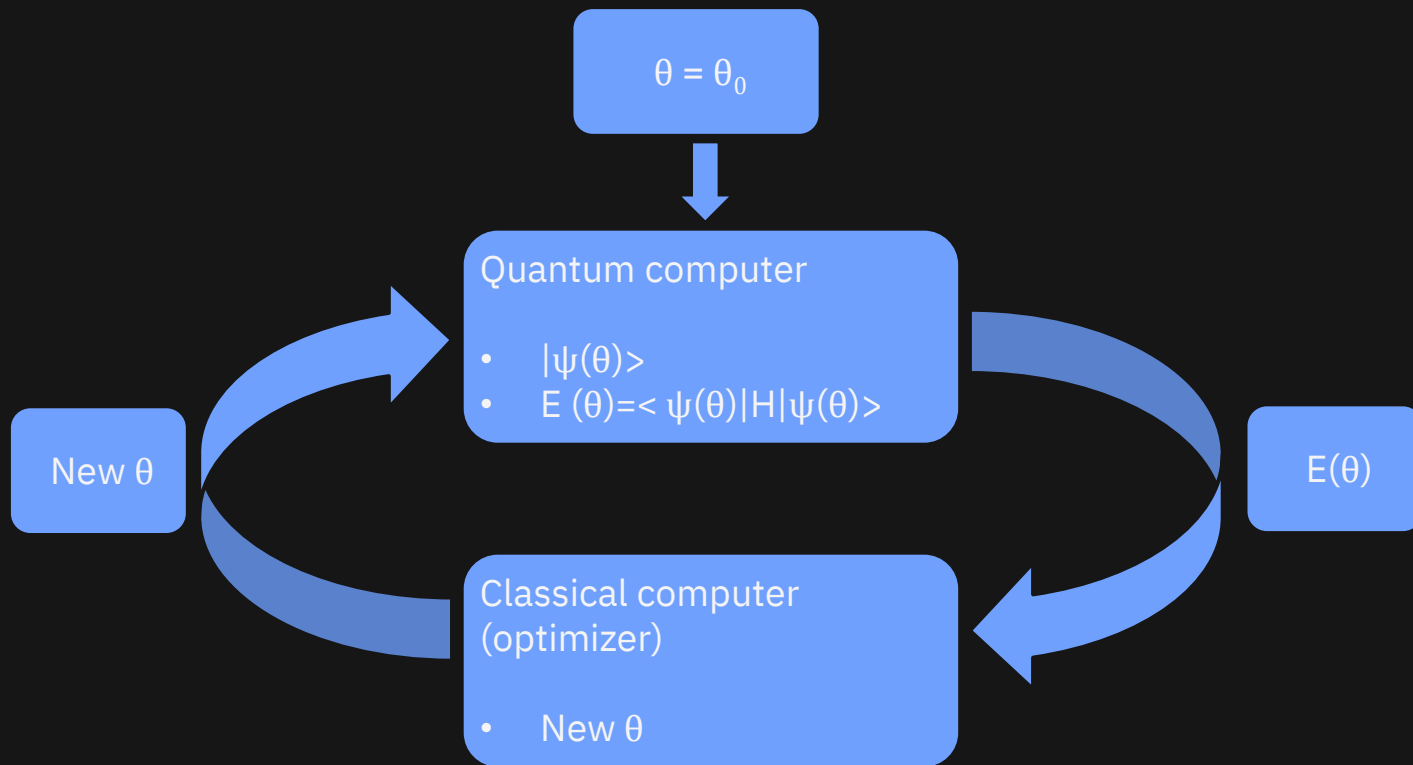 θ = θ₀
Quantum computer
• |ψ(θ)>
• E (θ)=< ψ(θ)|H|ψ(θ)>
New θ
E(θ)
Classical computer
(optimizer)
• New θ